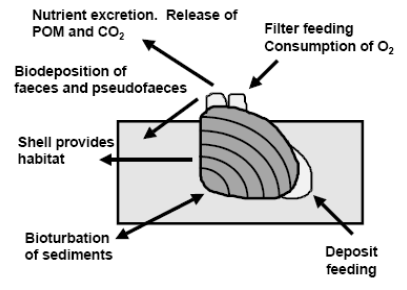 Nutrient excretion. Release of
POM and CO₂
Filter feeding
Consumption of O₂
Biodeposition of
faeces and pseudofaeces
Shell provides
habitat
Bioturbation
of sediments
Deposit
feeding